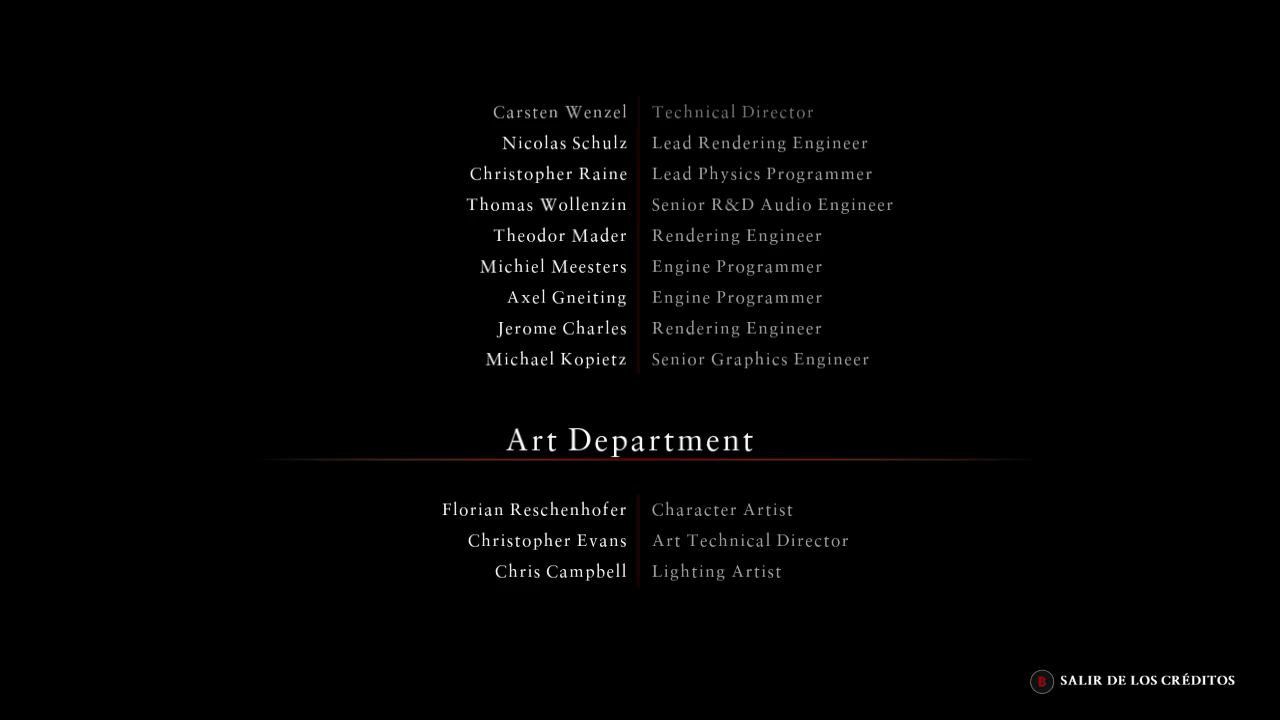 Carsten Wenzel Technical Director
Nicolas Schulz Lead Rendering Engineer
Christopher Raine Lead Physics Programmer
Thomas Wollenzin Senior R&D Audio Engineer
Theodor Mader Rendering Engineer
Michiel Meesters Engine Programmer
Axel Gneiting Engine Programmer
Jerome Charles Rendering Engineer
Michael Kopietz Senior Graphics Engineer
Art Department
Florian Reschenhofer Character Artist
Christopher Evans Art Technical Director
Chris Campbell Lighting Artist
B SALIR DE LOS CRÉDITOS